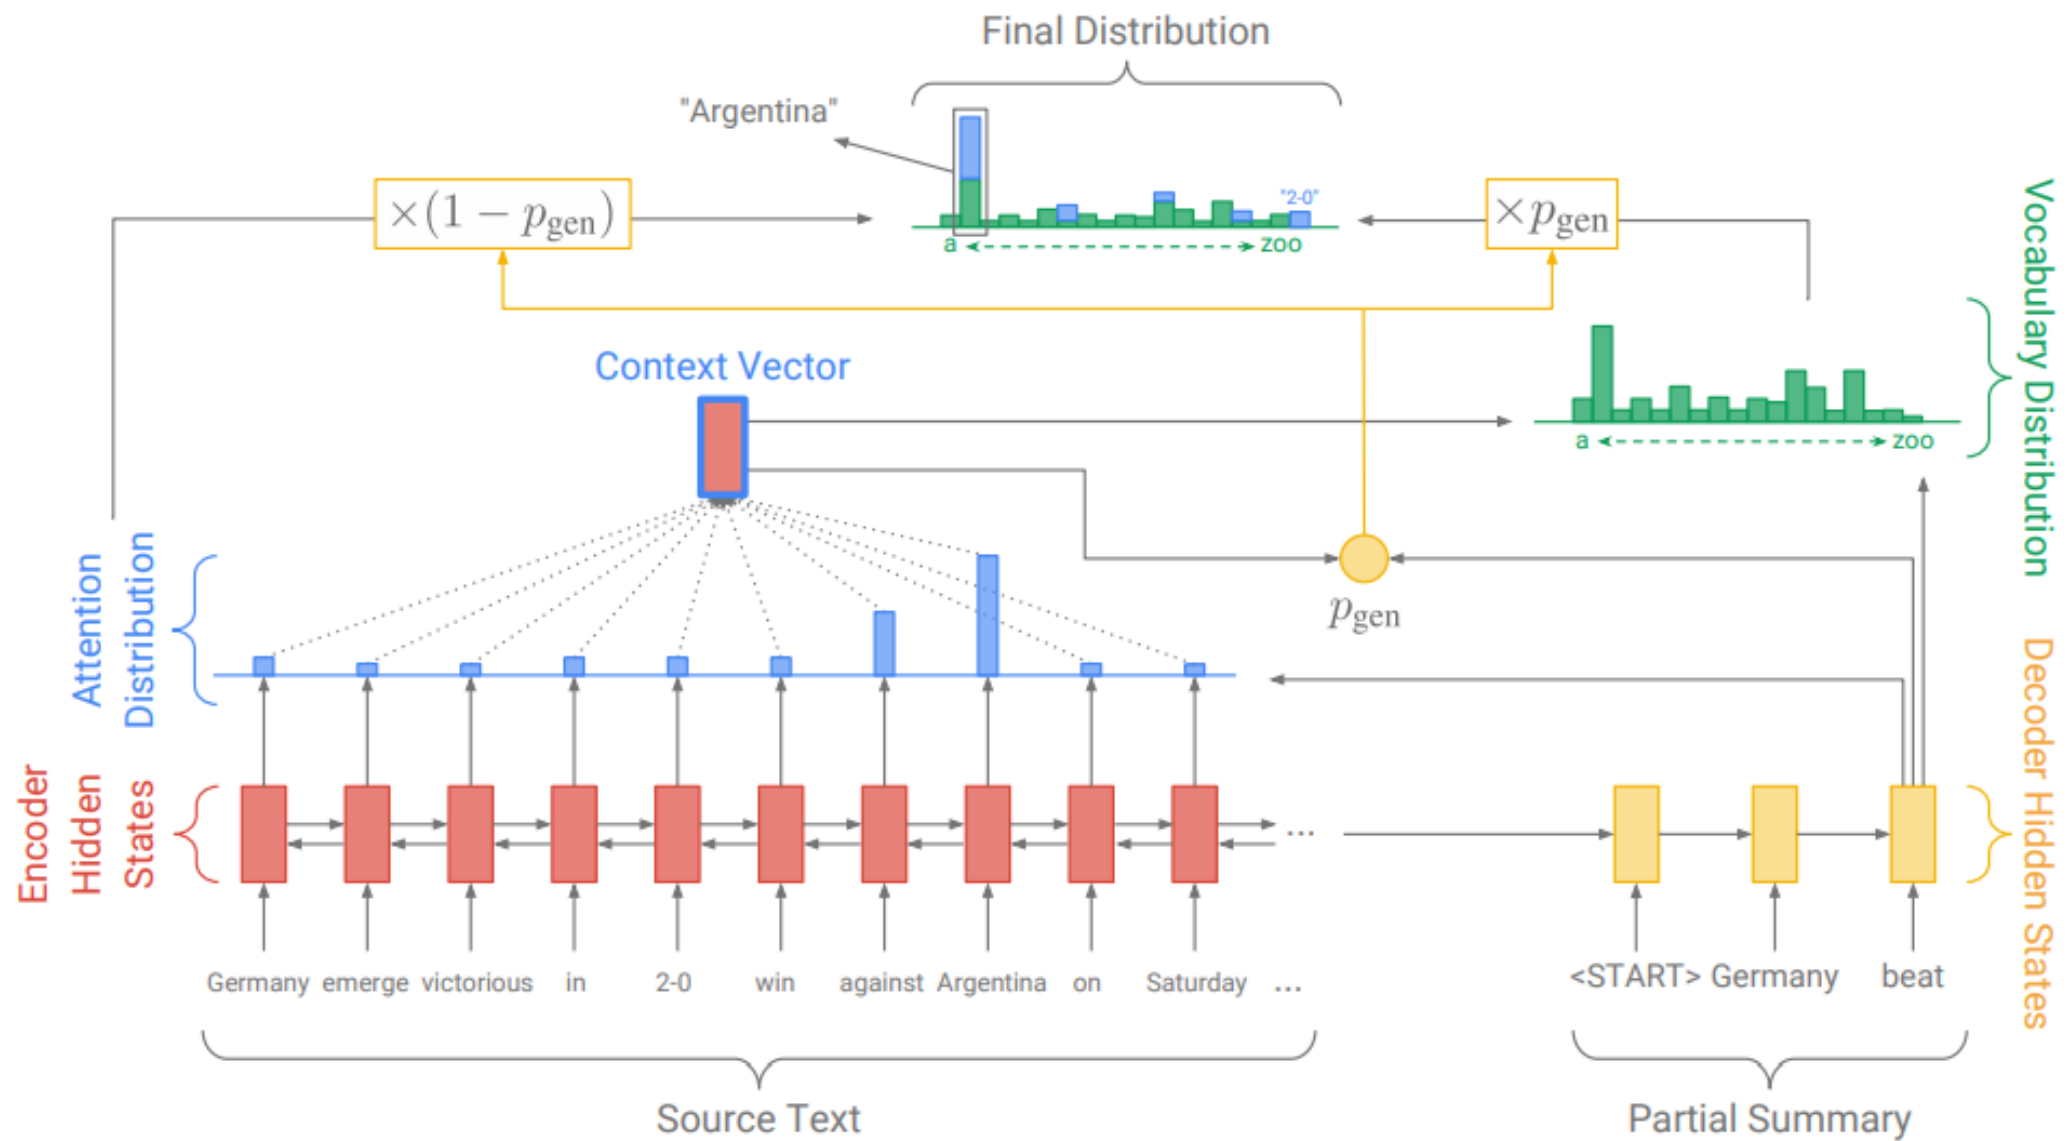 Final Distribution
"Argentina"
×(1 − pgen)
"2-0"
a zoo
×pgen
Context Vector
a zoo
Vocabulary Distribution
Attention
Distribution
pgen
Encoder
Hidden
States
...
Decoder Hidden States
Germany emerge victorious in 2-0 win against Argentina on Saturday ...
<START> Germany beat
Source Text
Partial Summary